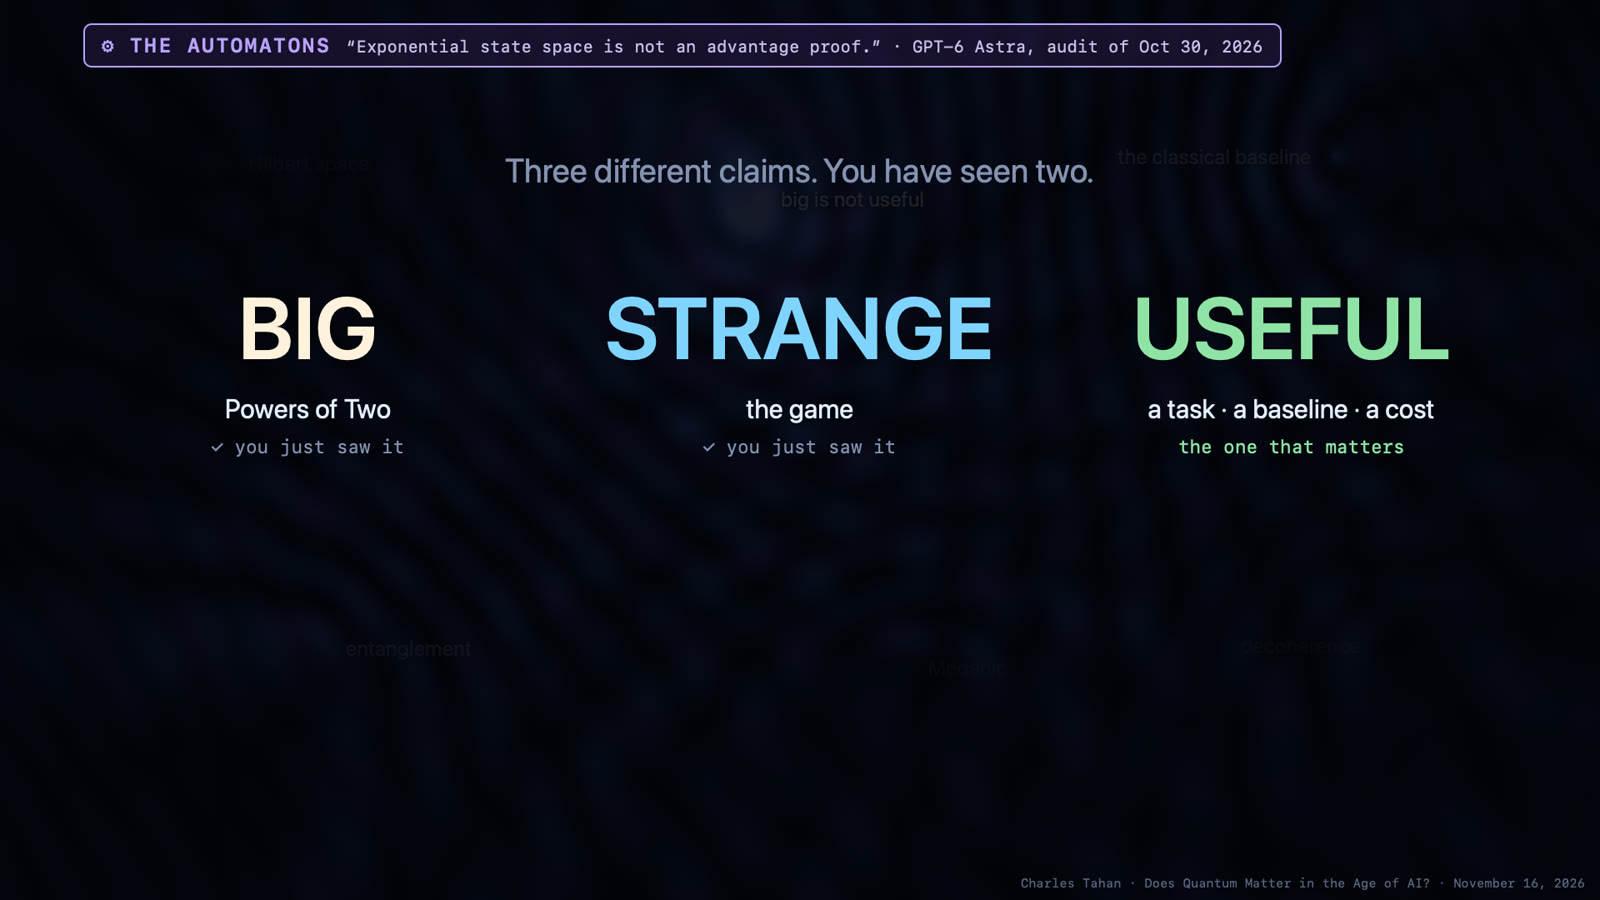 ⚙ THE AUTOMATONS “Exponential state space is not an advantage proof.” · GPT-6 Astra, audit of Oct 30, 2026
Hilbert space
the classical baseline
Three different claims. You have seen two.
big is not useful
BIG STRANGE USEFUL
Powers of Two the game a task · a baseline · a cost
✓ you just saw it ✓ you just saw it the one that matters
entanglement
decoherence
Charles Tahan · Does Quantum Matter in the Age of AI? · November 16, 2026